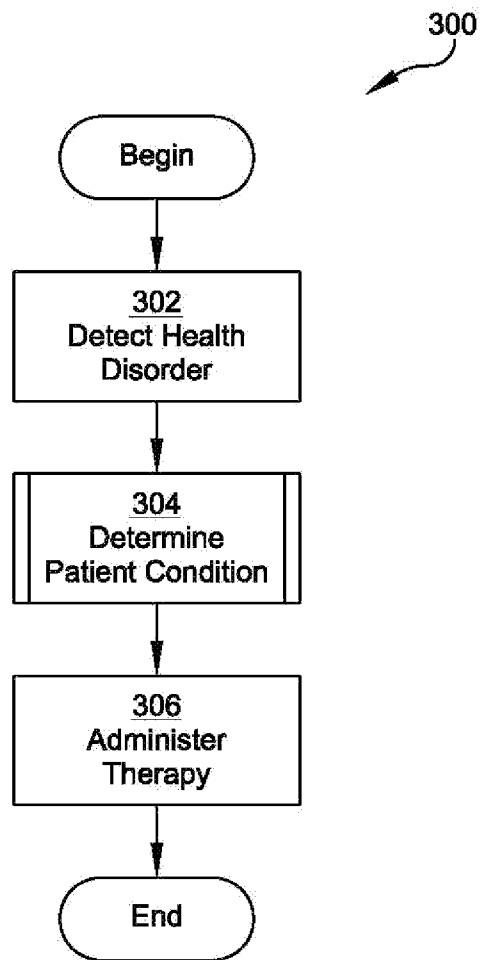 300
Begin
302
Detect Health
Disorder
304
Determine
Patient Condition
306
Administer
Therapy
End